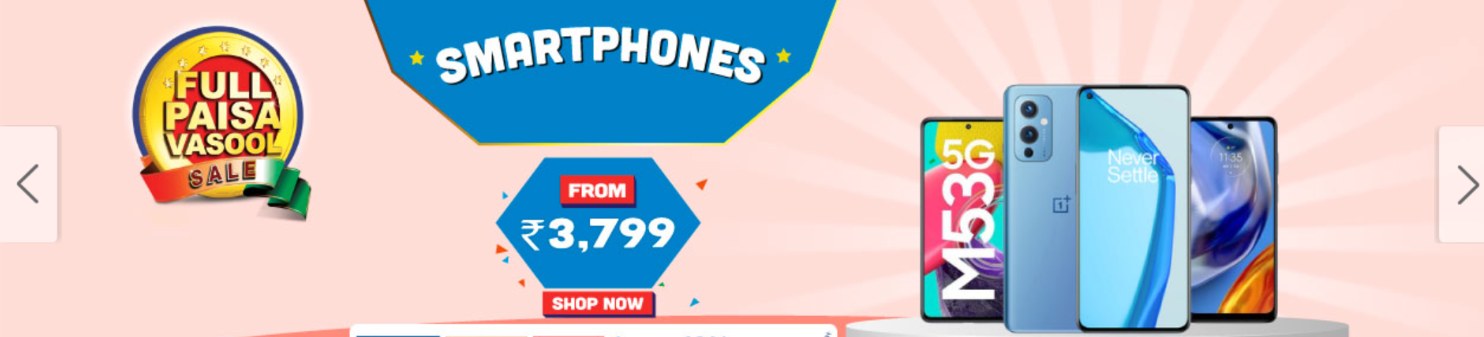 FULL
PAISA
VASOOL
SALE
SMARTPHONES
FROM
₹3,799
SHOP NOW
M53 5G
Never
Settle
11:35